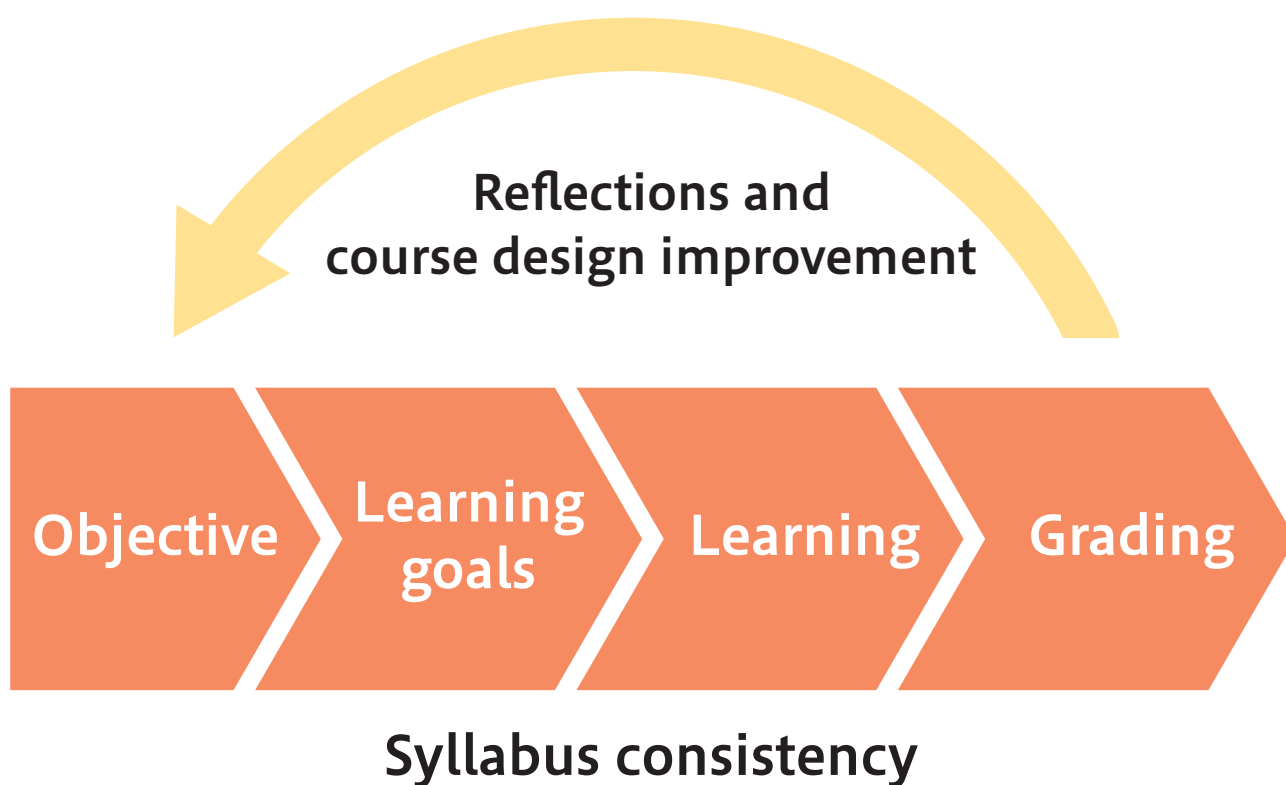 Reflections and
course design improvement
Objective
Learning
goals
Learning
Grading
Syllabus consistency